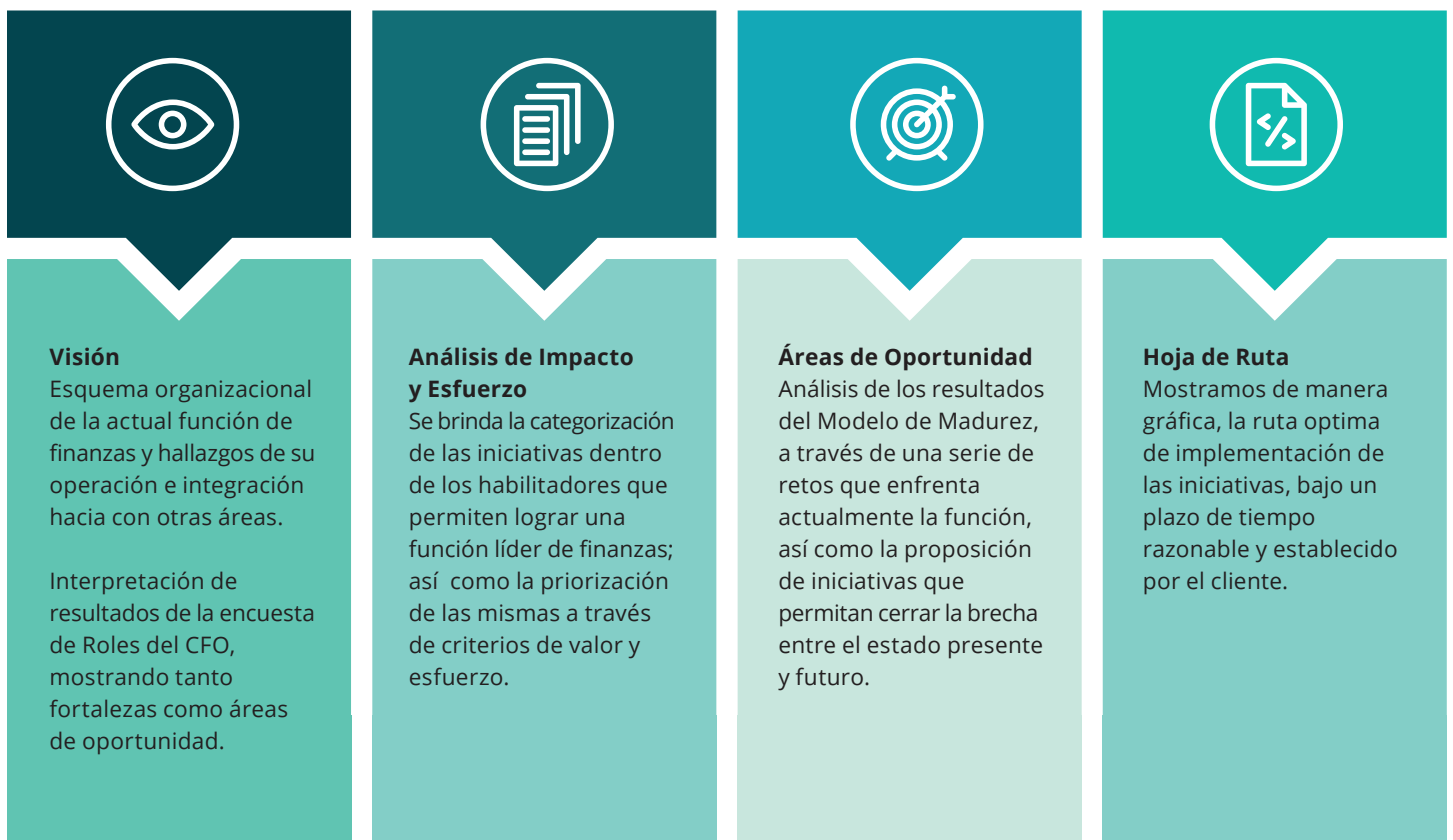 Visión
Esquema organizacional
de la actual función de
finanzas y hallazgos de su
operación e integración
hacia con otras áreas.
Interpretación de
resultados de la encuesta
de Roles del CFO,
mostrando tanto
fortalezas como áreas
de oportunidad.
Análisis de Impacto
y Esfuerzo
Se brinda la categorización
de las iniciativas dentro
de los habilitadores que
permiten lograr una
función líder de finanzas;
así como la priorización
de las mismas a través
de criterios de valor y
esfuerzo.
Áreas de Oportunidad
Análisis de los resultados
del Modelo de Madurez,
a través de una serie de
retos que enfrenta
actualmente la función,
así como la proposición
de iniciativas que
permitan cerrar la brecha
entre el estado presente
y futuro.
Hoja de Ruta
Mostramos de manera
gráfica, la ruta optima
de implementación de
las iniciativas, bajo un
plazo de tiempo
razonable y establecido
por el cliente.